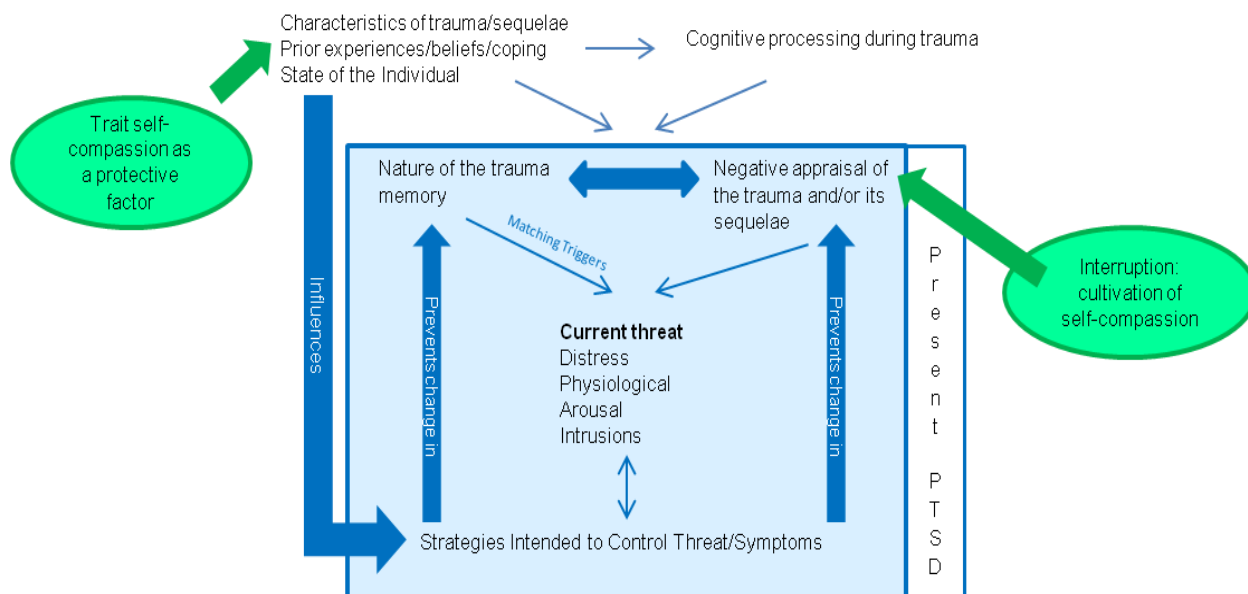 Characteristics of trauma/sequelae
Prior experiences/beliefs/coping
State of the Individual
Cognitive processing during trauma
Trait self-
compassion as
a protective
factor
Nature of the trauma
memory
Negative appraisal of
the trauma and/or its
sequelae
Matching Triggers
Influences
Prevents change in
Current threat
Distress
Physiological
Arousal
Intrusions
Prevents change in
Strategies Intended to Control Threat/Symptoms
Present PTSD
Interruption:
cultivation of
self-compassion